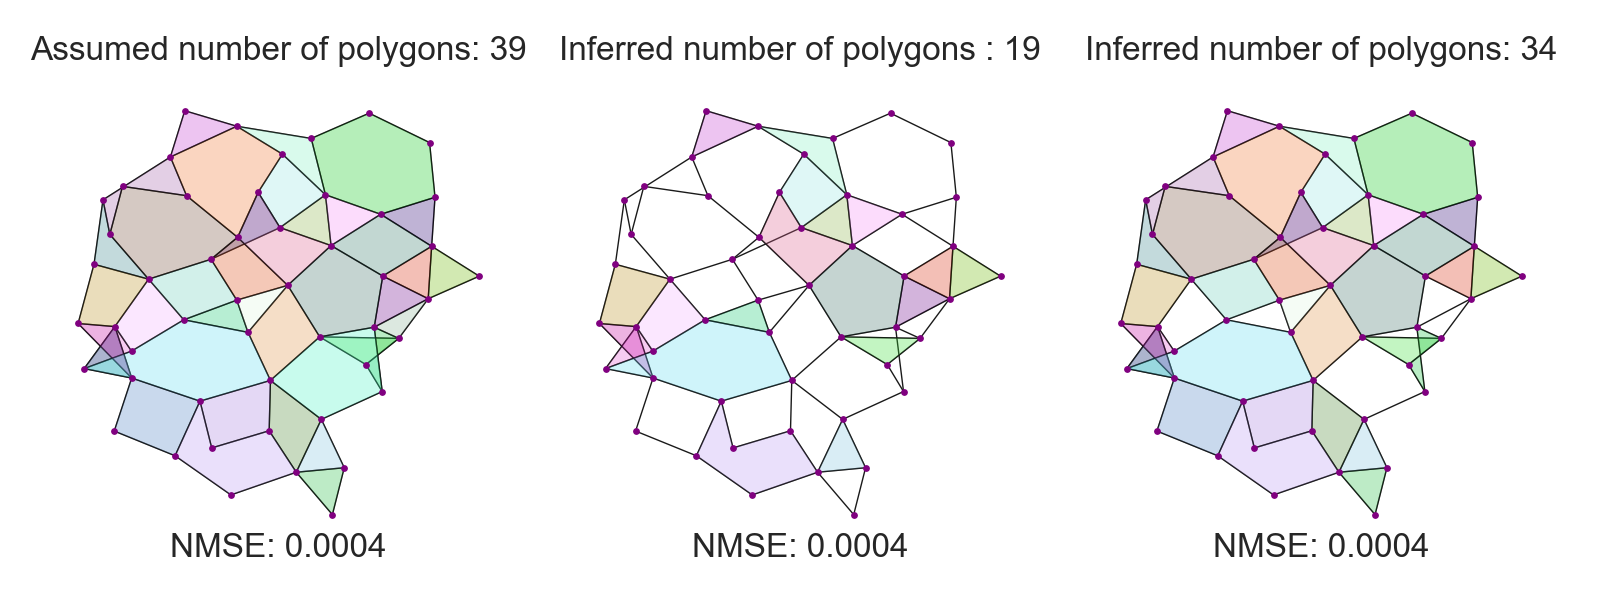 Assumed number of polygons: 39
Inferred number of polygons : 19
Inferred number of polygons: 34
NMSE: 0.0004
NMSE: 0.0004
NMSE: 0.0004